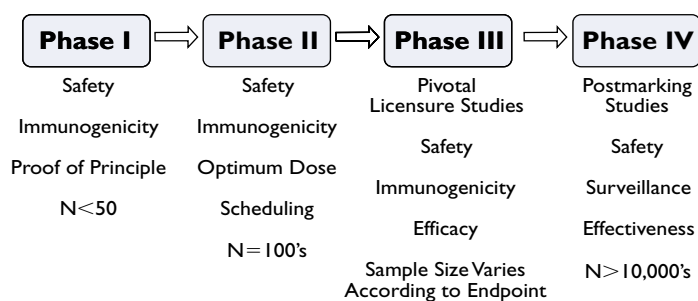 Phase I
Safety
Immunogenicity
Proof of Principle
N<50
Phase II
Safety
Immunogenicity
Optimum Dose
Scheduling
N=100's
Phase III
Pivotal
Licensure Studies
Safety
Immunogenicity
Efficacy
Sample Size Varies
According to Endpoint
Phase IV
Postmarking
Studies
Safety
Surveillance
Effectiveness
N>10,000's